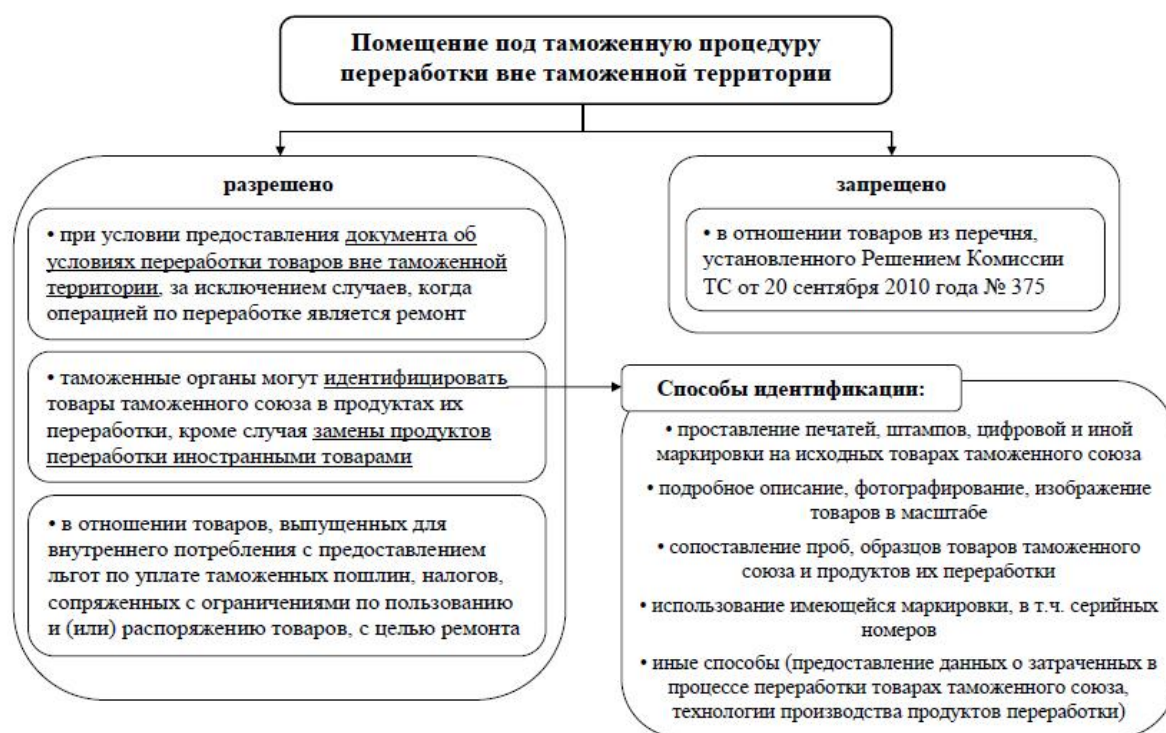 Помещение под таможенную процедуру
переработки вне таможенной территории
разрешено
• при условии предоставления документа об
условиях переработки товаров вне таможенной
территории, за исключением случаев, когда
операцией по переработке является ремонт
• таможенные органы могут идентифицировать
товары таможенного союза в продуктах их
переработки, кроме случая замены продуктов
переработки иностранными товарами
• в отношении товаров, выпущенных для
внутреннего потребления с предоставлением
льгот по уплате таможенных пошлин, налогов,
сопряженных с ограничениями по пользованию
и (или) распоряжению товаров, с целью ремонта
запрещено
• в отношении товаров из перечня,
установленного Решением Комиссии
ТС от 20 сентября 2010 года № 375
Способы идентификации:
• проставление печатей, штампов, цифровой и иной
маркировки на исходных товарах таможенного союза
• подробное описание, фотографирование, изображение
товаров в масштабе
• сопоставление проб, образцов товаров таможенного
союза и продуктов их переработки
• использование имеющейся маркировки, в т.ч. серийных
номеров
• иные способы (предоставление данных о затраченных в
процессе переработки товарах таможенного союза,
технологии производства продуктов переработки)